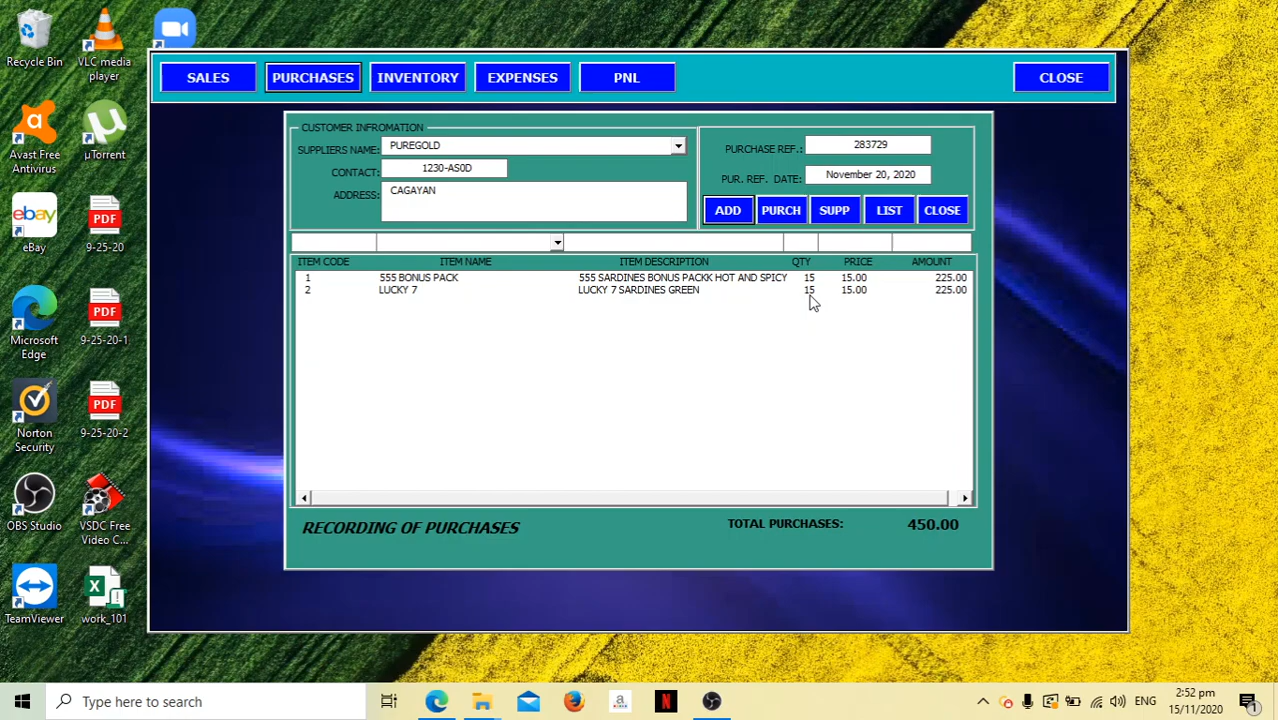 Recycle Bin
VLC media player
Avast Free Antivirus
µTorrent
PDF
eBay
9-25-20
PDF
Microsoft Edge
9-25-20-1
PDF
Norton Security
9-25-20-2
OBS Studio
VSDC Free Video C...
TeamViewer
work_101
SALES
PURCHASES
INVENTORY
EXPENSES
PNL
CLOSE
CUSTOMER INFROMATION
SUPPLIERS NAME: PUREGOLD
CONTACT: 1230-AS0D
ADDRESS: CAGAYAN
PURCHASE REF.: 283729
PUR. REF. DATE: November 20, 2020
ADD PURCH SUPP LIST CLOSE
ITEM CODE ITEM NAME ITEM DESCRIPTION QTY PRICE AMOUNT
1 555 BONUS PACK 555 SARDINES BONUS PACKK HOT AND SPICY 15 15.00 225.00
2 LUCKY 7 LUCKY 7 SARDINES GREEN 15 15.00 225.00
RECORDING OF PURCHASES
TOTAL PURCHASES: 450.00
Type here to search
ENG
2:52 pm
15/11/2020